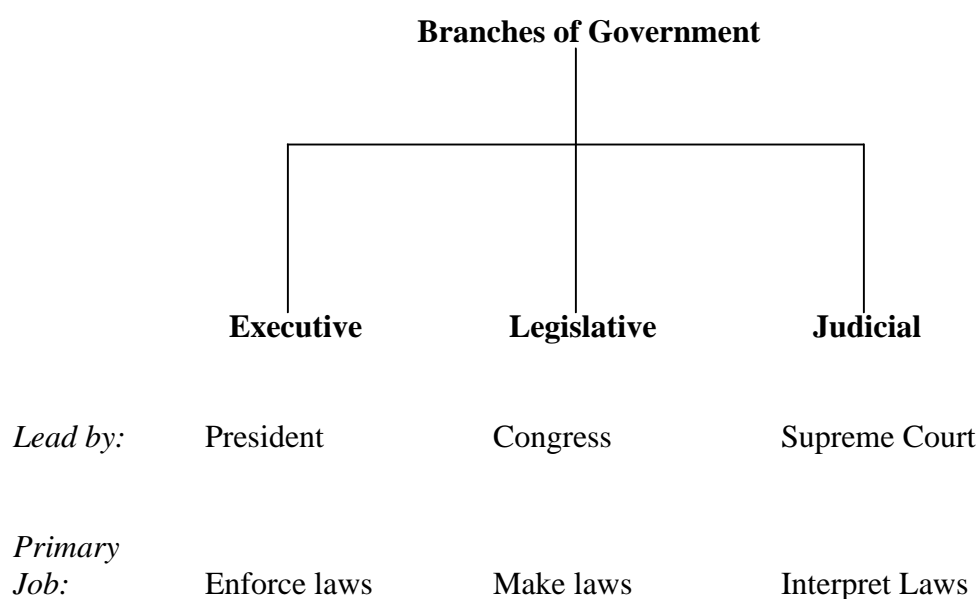 Branches of Government
Executive Legislative Judicial
Lead by: President Congress Supreme Court
Primary
Job: Enforce laws Make laws Interpret Laws